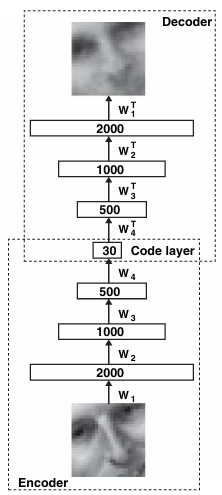 Decoder
W₁ᵀ
2000
W₂ᵀ
1000
W₃ᵀ
500
W₄ᵀ
30 Code layer
W₄
500
W₃
1000
W₂
2000
W₁
Encoder